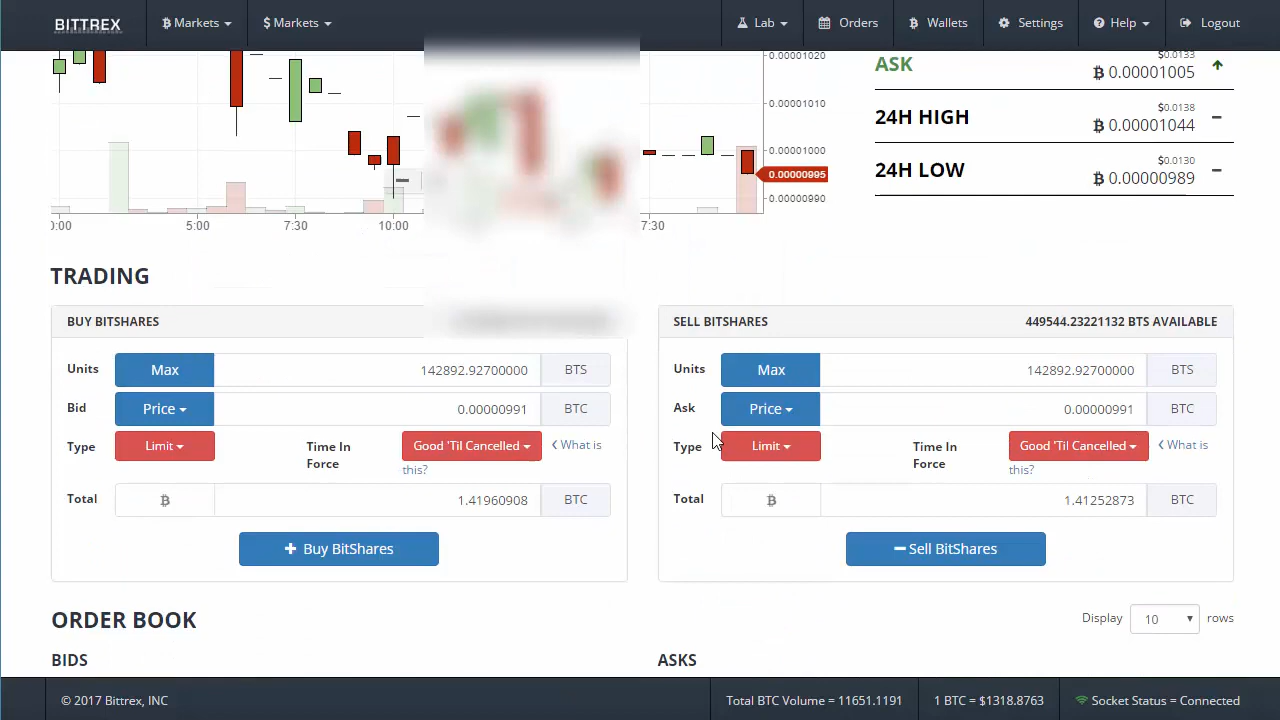 BITTREX
฿ Markets
$ Markets
Lab
Orders
฿ Wallets
Settings
Help
Logout
0.00001020
0.00001010
0.00001000
0.00000995
0.00000990
0:00
5:00
7:30
10:00
7:30
ASK
$0.0133
฿ 0.00001005
24H HIGH
$0.0138
฿ 0.00001044
24H LOW
$0.0130
฿ 0.00000989
TRADING
BUY BITSHARES
Units Max 142892.92700000 BTS
Bid Price 0.00000991 BTC
Type Limit Time In Force Good 'Til Cancelled What is this?
Total ฿ 1.41960908 BTC
+ Buy BitShares
SELL BITSHARES 449544.23221132 BTS AVAILABLE
Units Max 142892.92700000 BTS
Ask Price 0.00000991 BTC
Type Limit Time In Force Good 'Til Cancelled What is this?
Total ฿ 1.41252873 BTC
− Sell BitShares
ORDER BOOK
Display 10 rows
BIDS
ASKS
© 2017 Bittrex, INC
Total BTC Volume = 11651.1191
1 BTC = $1318.8763
Socket Status = Connected